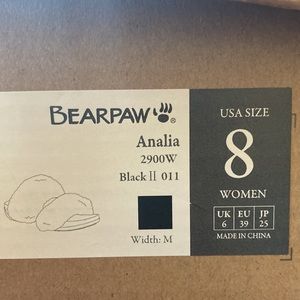 BEARPAW®
Analia
2900W
Black II 011
Width: M
USA SIZE
8
WOMEN
UK EU JP
6 39 25
MADE IN CHINA